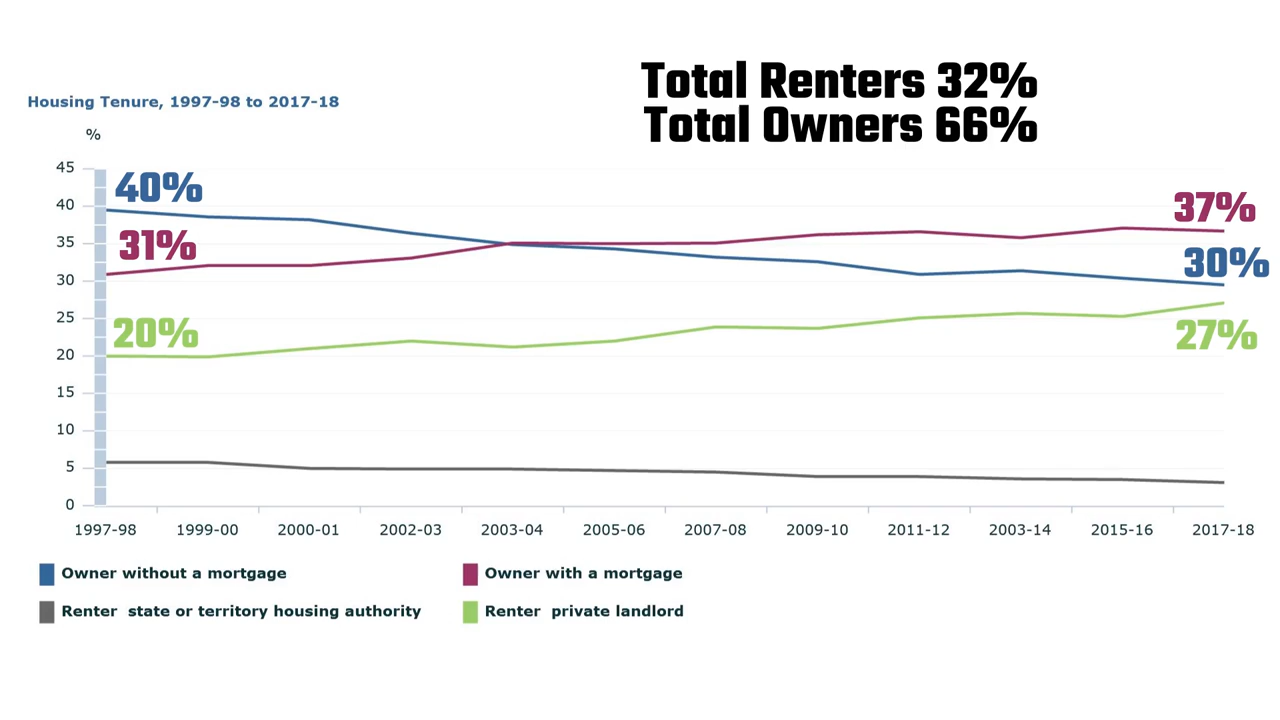 Total Renters 32%
Total Owners 66%
Housing Tenure, 1997-98 to 2017-18
%
45
40
35
30
25
20
15
10
5
0
40%
31%
20%
37%
30%
27%
1997-98 1999-00 2000-01 2002-03 2003-04 2005-06 2007-08 2009-10 2011-12 2003-14 2015-16 2017-18
Owner without a mortgage Owner with a mortgage
Renter state or territory housing authority Renter private landlord